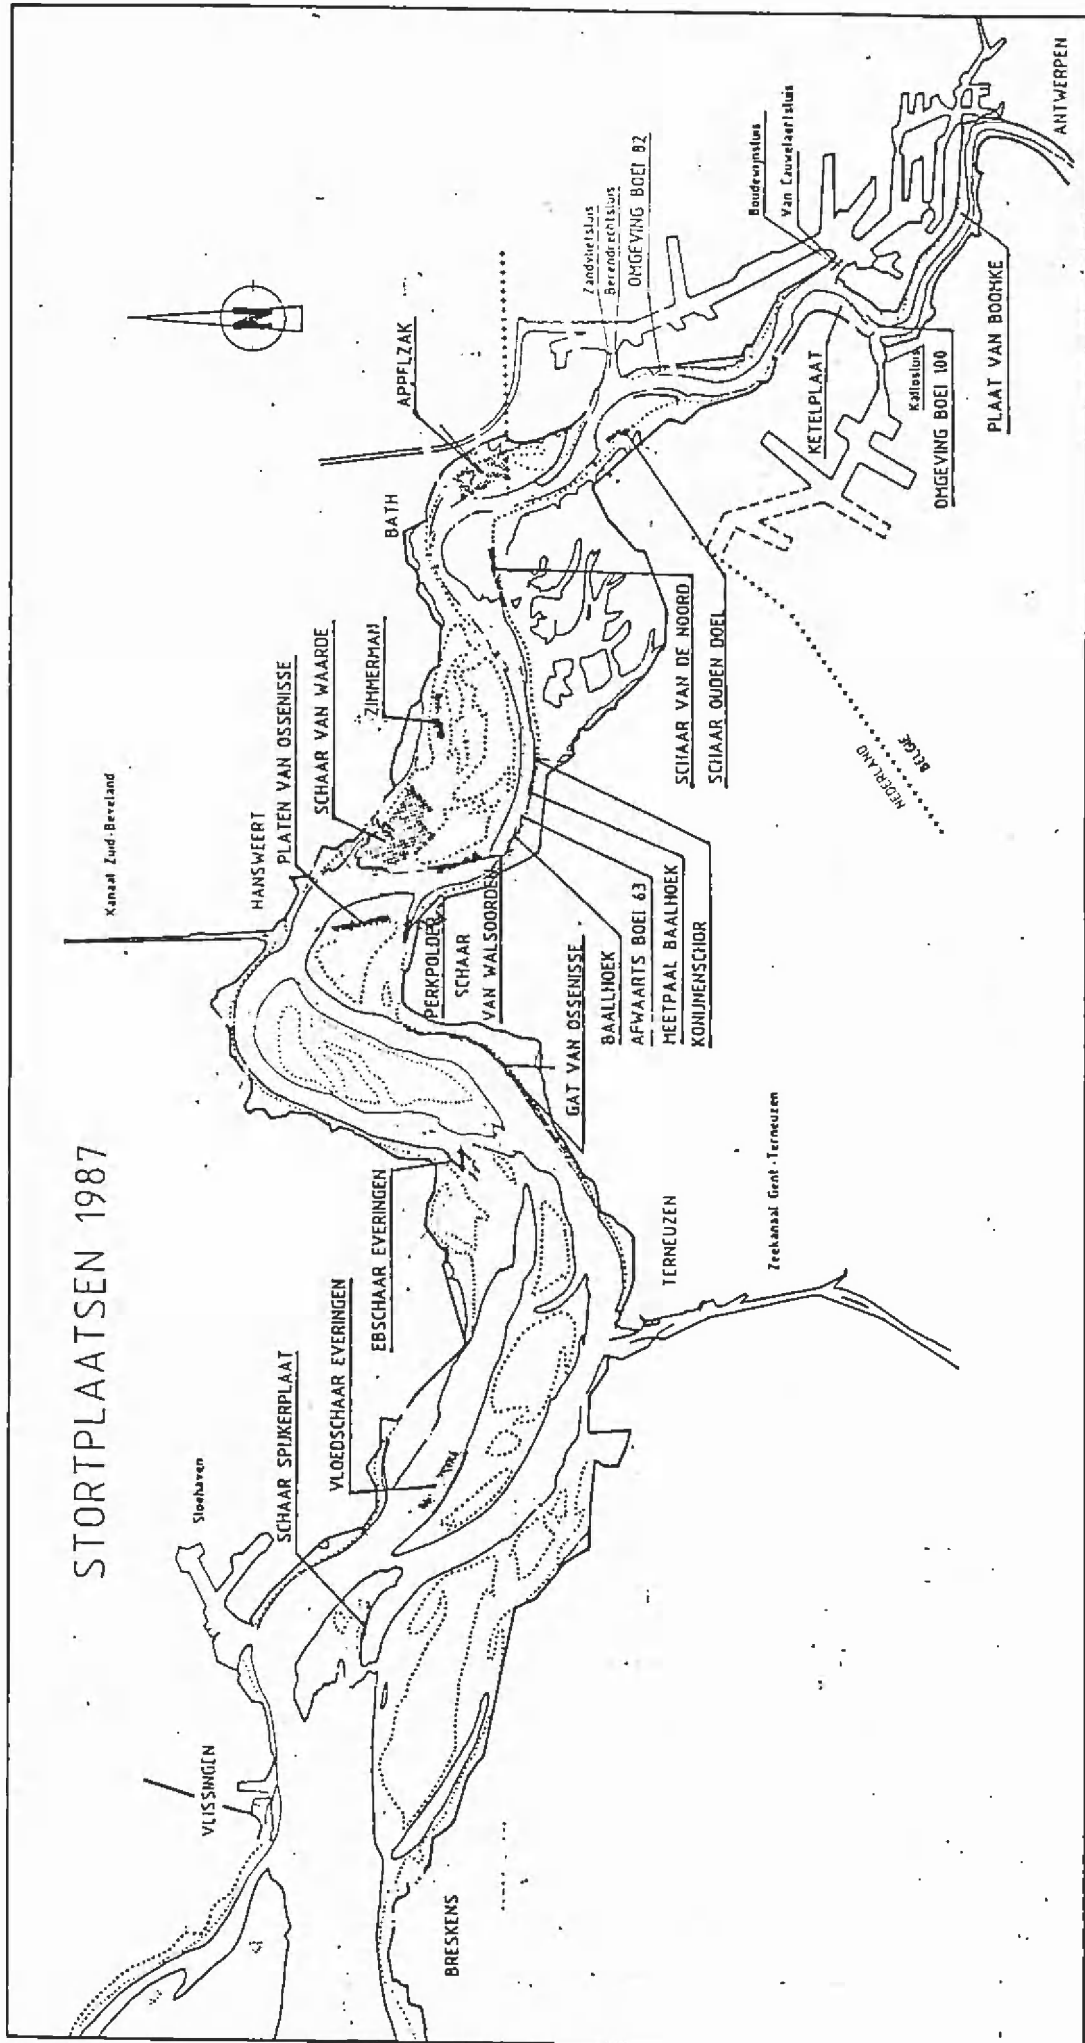 STORTPLAATSEN 1987
VLISSINGEN
Sloehaven
BRESKENS
SCHAAR SPIJKERPLAAT
VLOEDSCHAAR EVERINGEN
EBSCHAAR EVERINGEN
TERNEUZEN
Zeekanaal Gent-Terneuzen
Kanaal Zuid-Beveland
HANSWEERT
PLATEN VAN OSSENISSE
SCHAAR VAN WAARDE
ZIMMERMAN
BATH
APPELZAK
N
PERKPOLDER
SCHAAR
VAN WALSOORDEN
GAT VAN OSSENISSE
BAALLHOEK
AFWAARTS BOEI 63
MEETPAAL BAALHOEK
KONIJNENSCHOR
SCHAAR VAN DE NOORD
SCHAAR OUDEN DOEL
NEDERLAND
BELGIE
Zandvlietsluis
Berendrechtsluis
OMGEVING BOEI 82
Boudewijnsluis
Van Cauwelaertsluis
KETELPLAAT
Kallosluis
OMGEVING BOEI 100
PLAAT VAN BOOMKE
ANTWERPEN